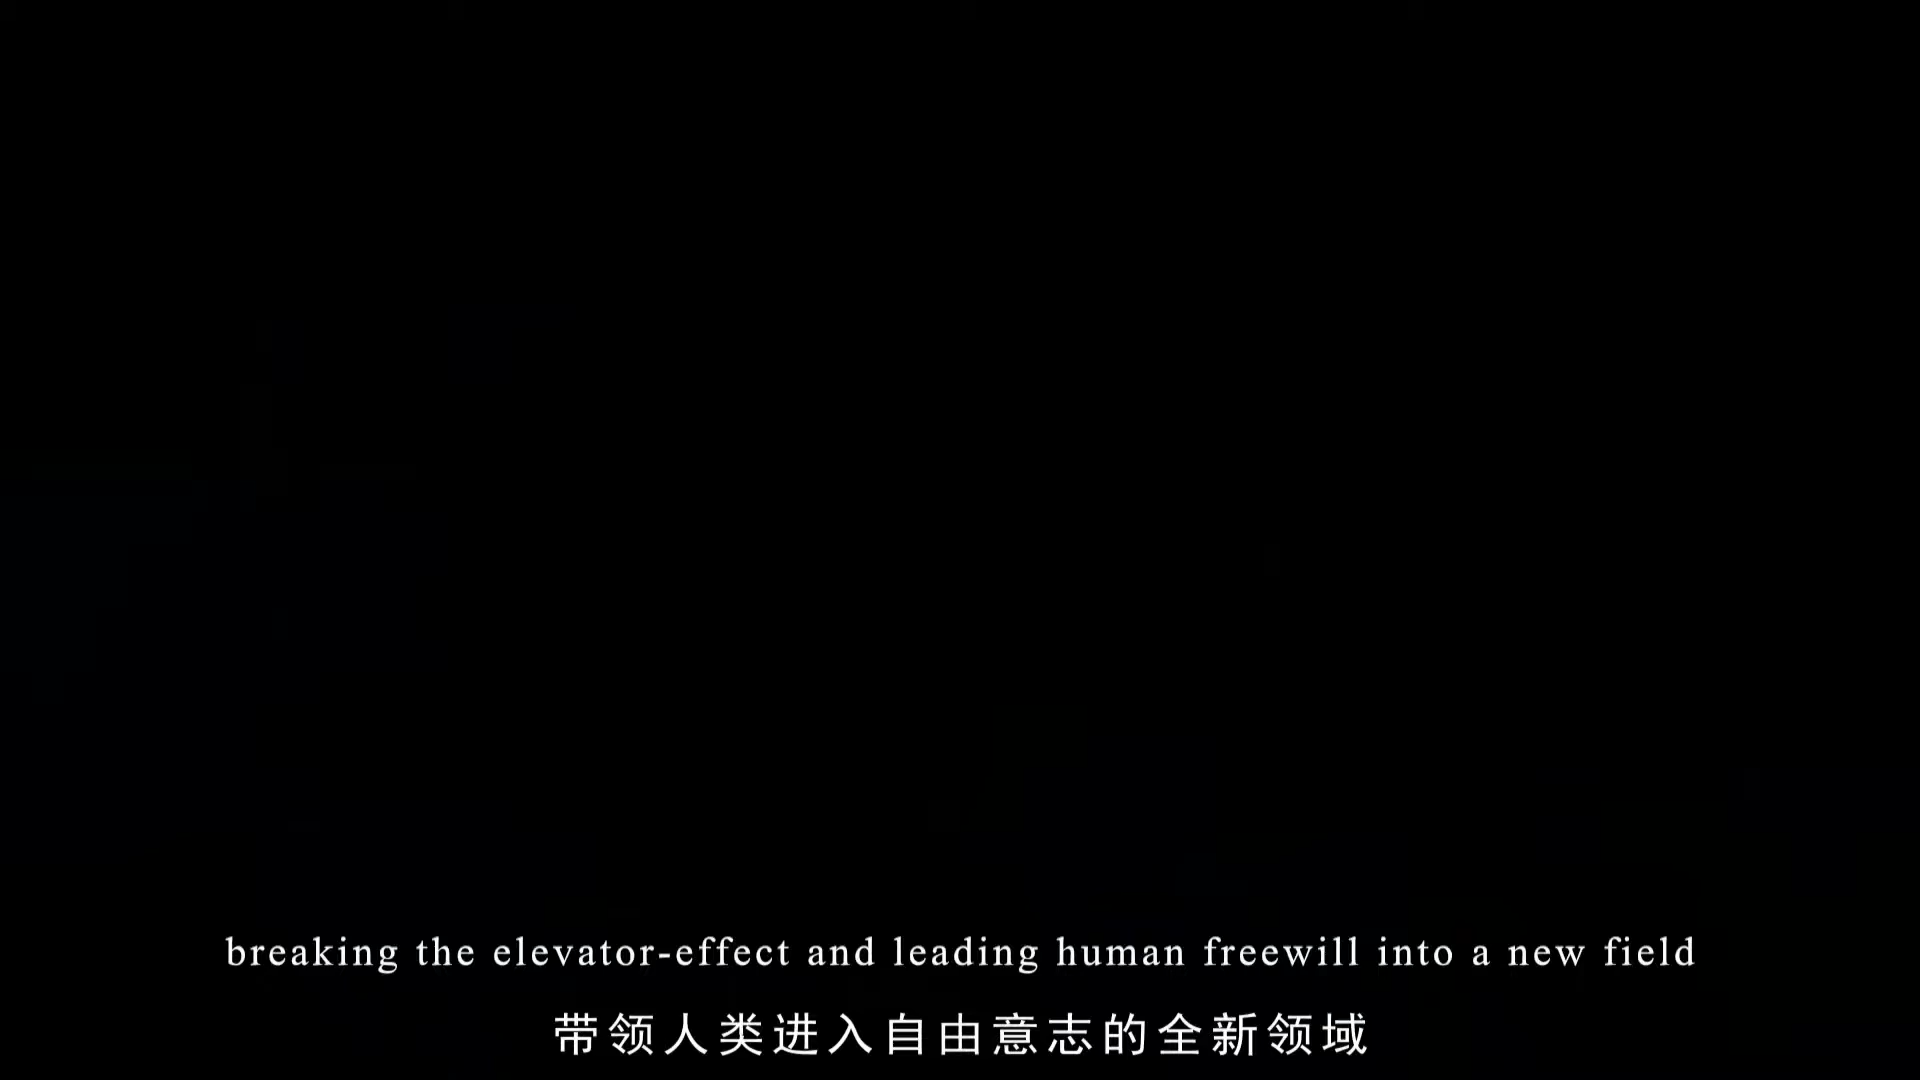 breaking the elevator-effect and leading human freewill into a new field
带领人类进入自由意志的全新领域